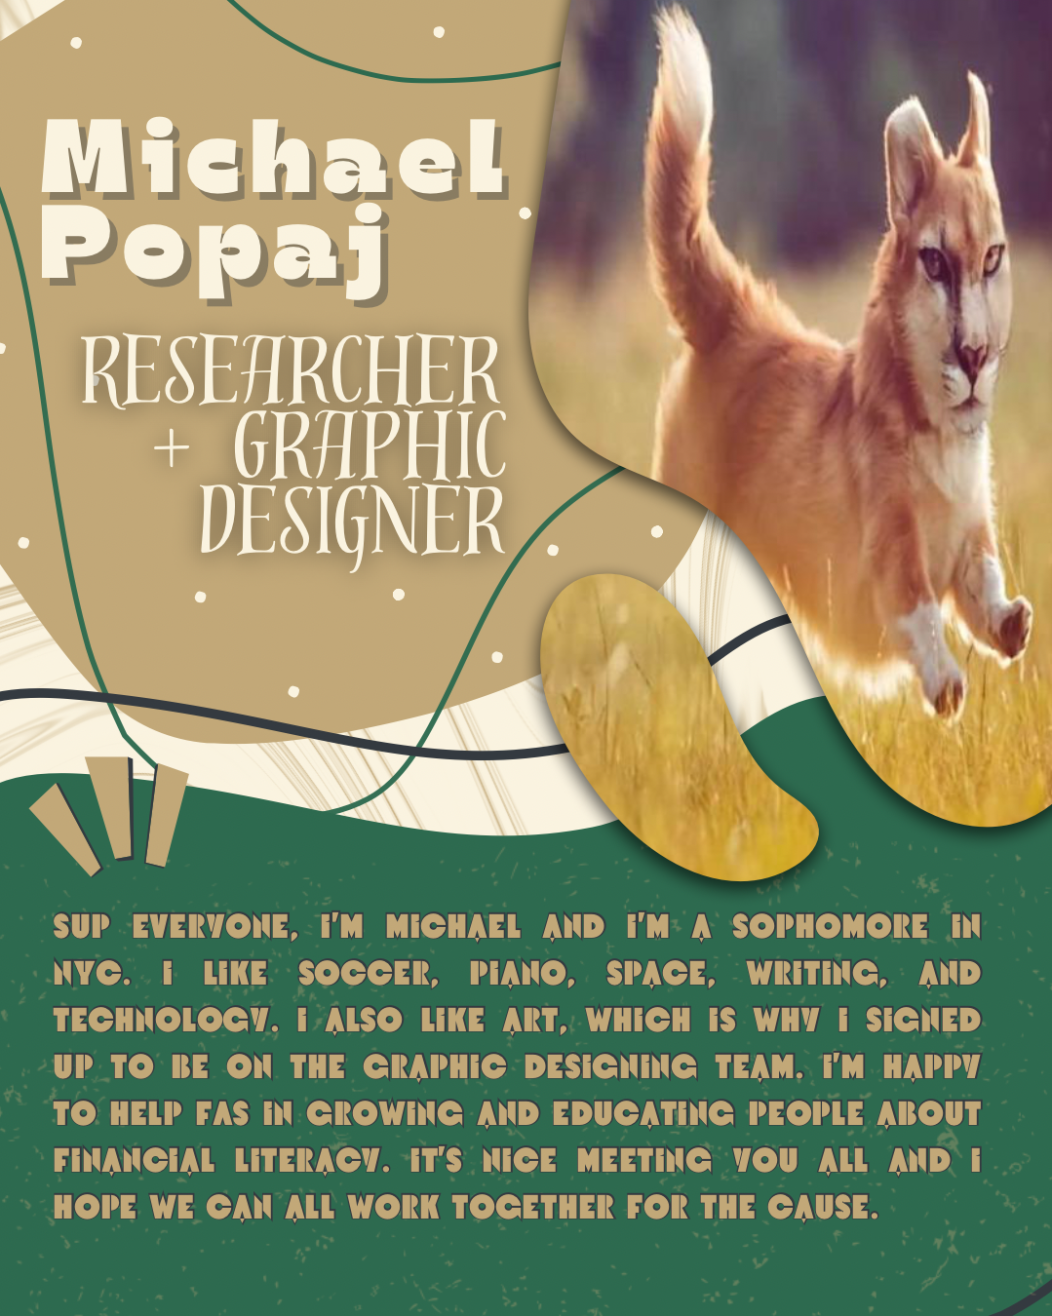 Michael
Popaj
RESEARCHER
+ GRAPHIC
DESIGNER
SUP EVERYONE, I'M MICHAEL AND I'M A SOPHOMORE IN
NYC. I LIKE SOCCER, PIANO, SPACE, WRITING, AND
TECHNOLOGY. I ALSO LIKE ART, WHICH IS WHY I SIGNED
UP TO BE ON THE GRAPHIC DESIGNING TEAM. I'M HAPPY
TO HELP FAS IN GROWING AND EDUCATING PEOPLE ABOUT
FINANCIAL LITERACY. IT'S NICE MEETING YOU ALL AND I
HOPE WE CAN ALL WORK TOGETHER FOR THE CAUSE.